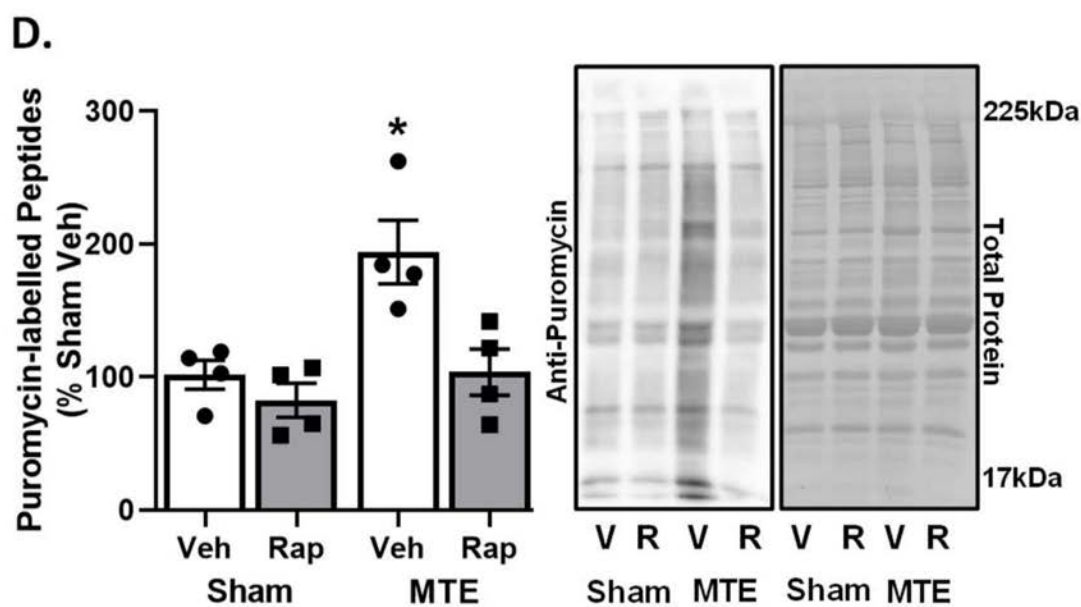 D.
Puromycin-labelled Peptides
(% Sham Veh)
300
200
100
0
*
Veh Rap Veh Rap
Sham MTE
Anti-Puromycin
Total Protein
225kDa
17kDa
V R V R V R V R
Sham MTE Sham MTE